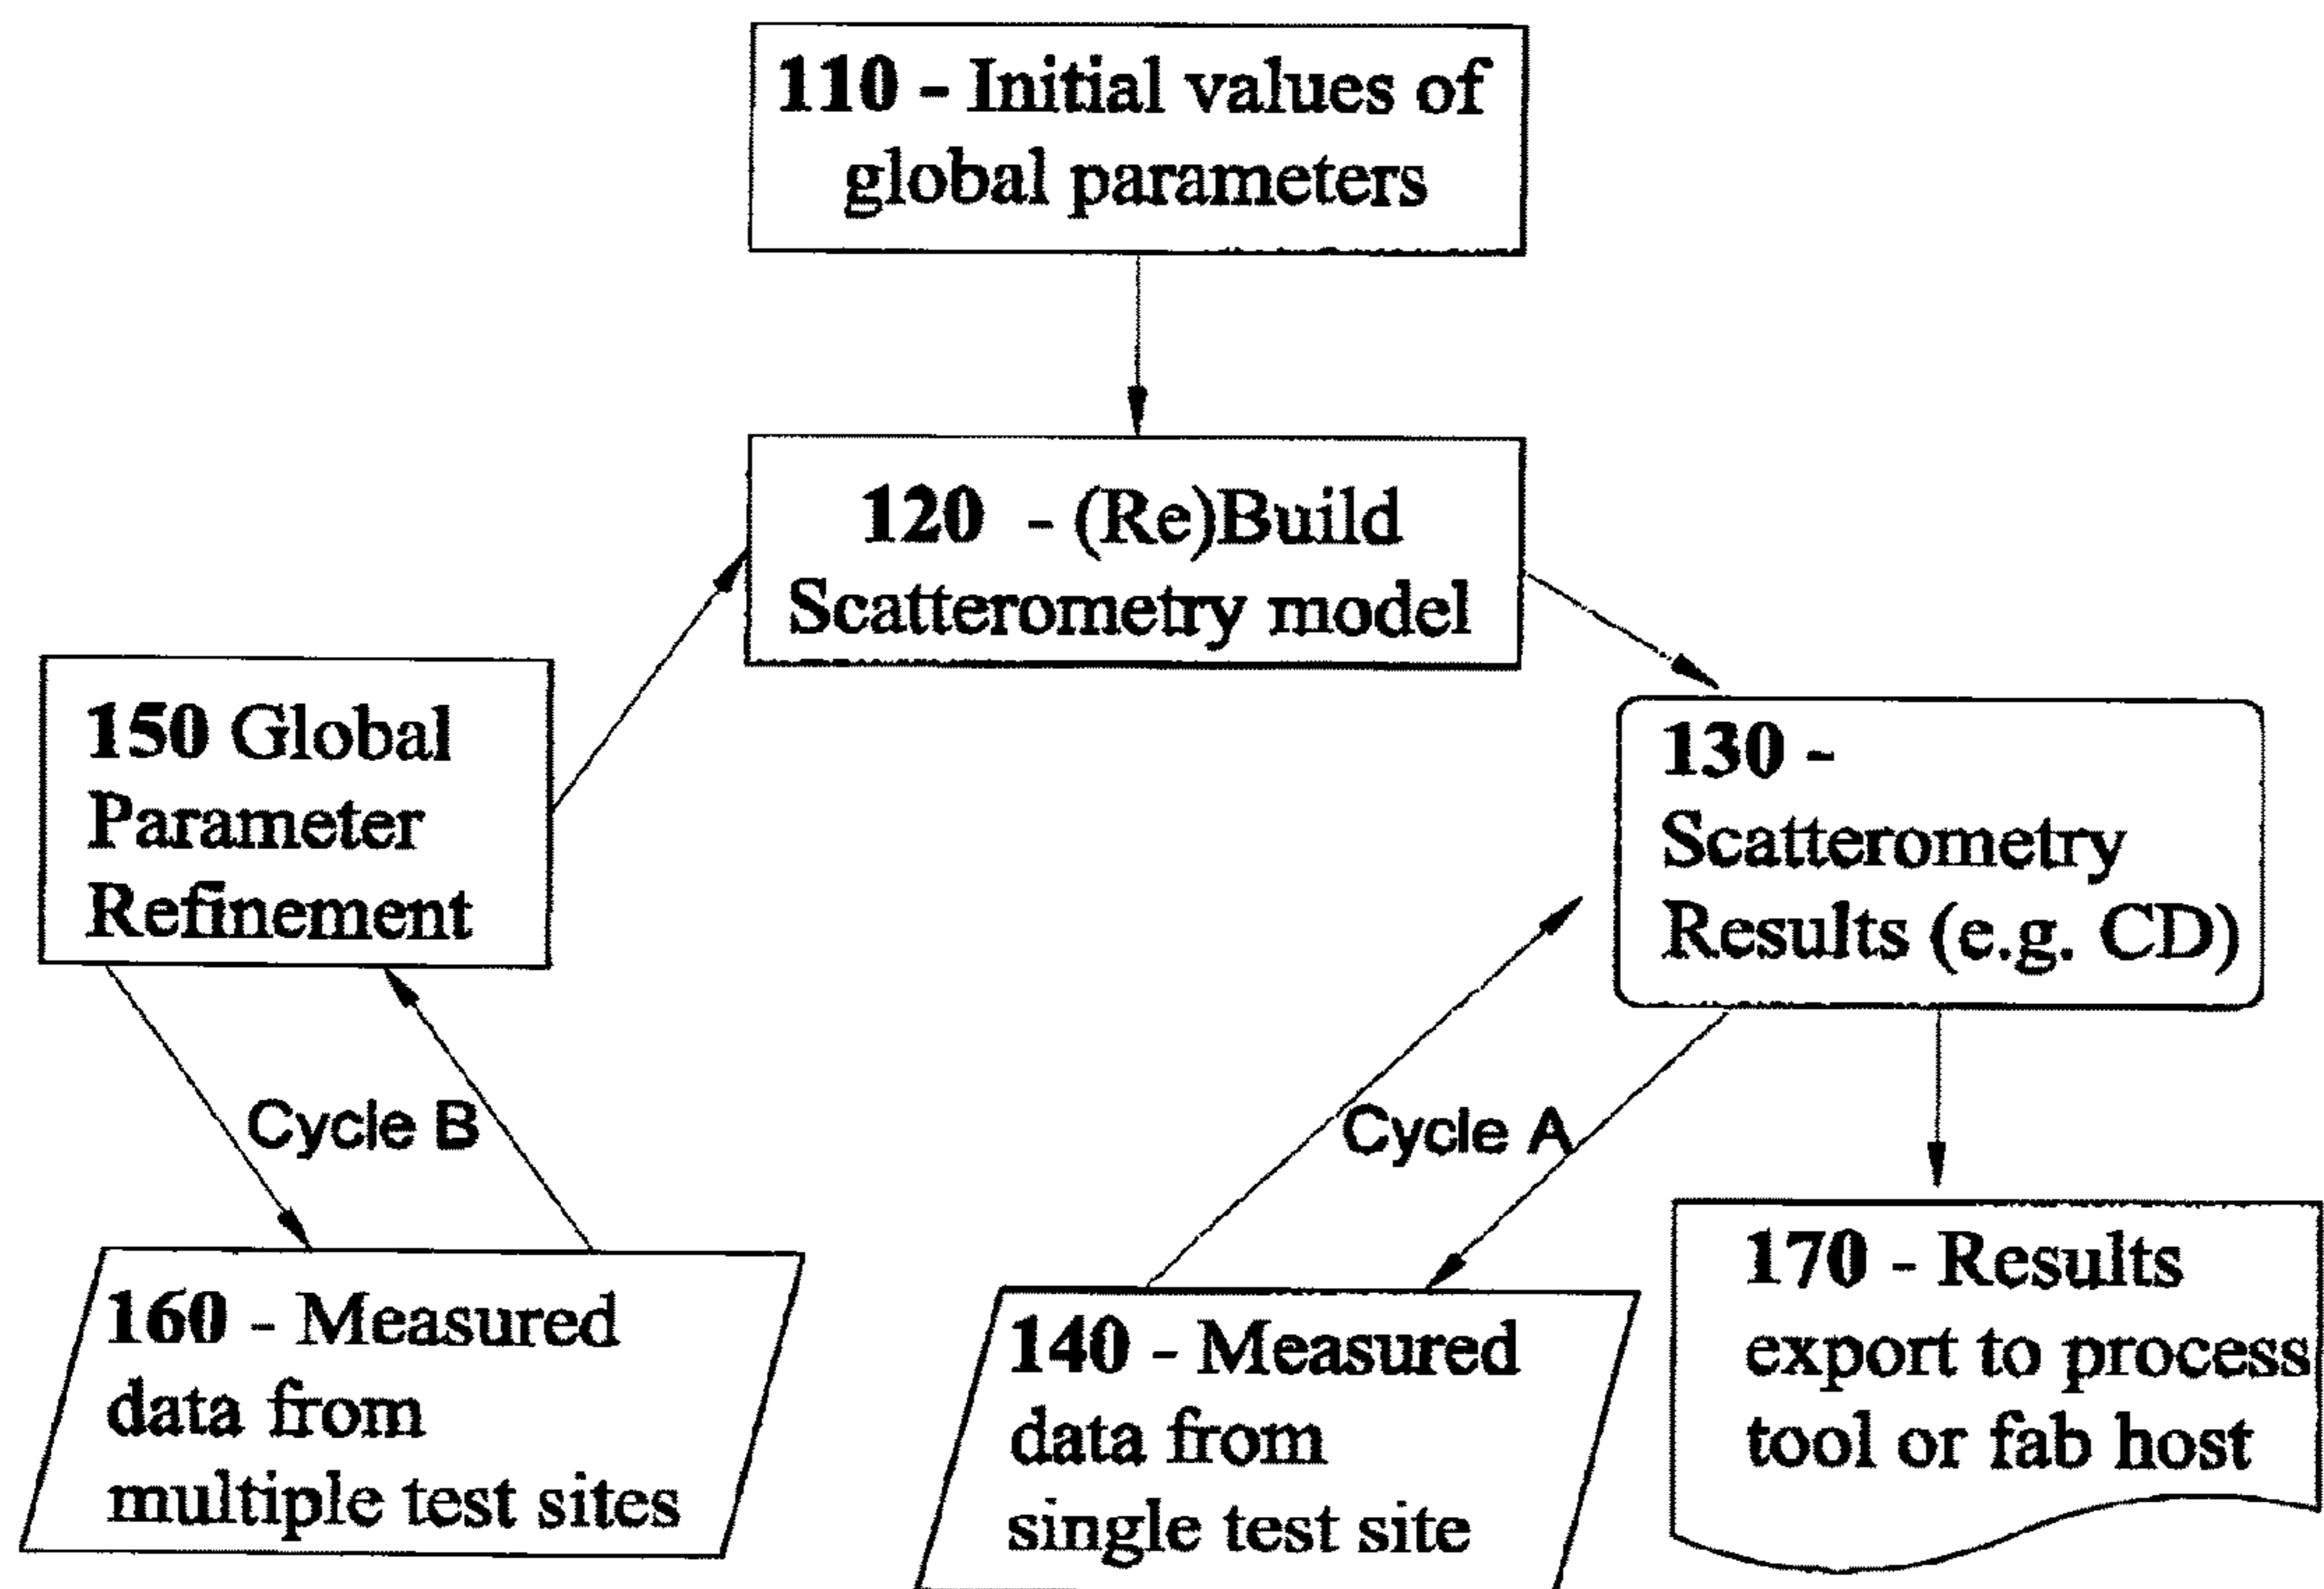 110 - Initial values of
global parameters
120 - (Re)Build
Scatterometry model
150 Global
Parameter
Refinement
130 -
Scatterometry
Results (e.g. CD)
Cycle B
Cycle A
160 - Measured
data from
multiple test sites
140 - Measured
data from
single test site
170 - Results
export to process
tool or fab host